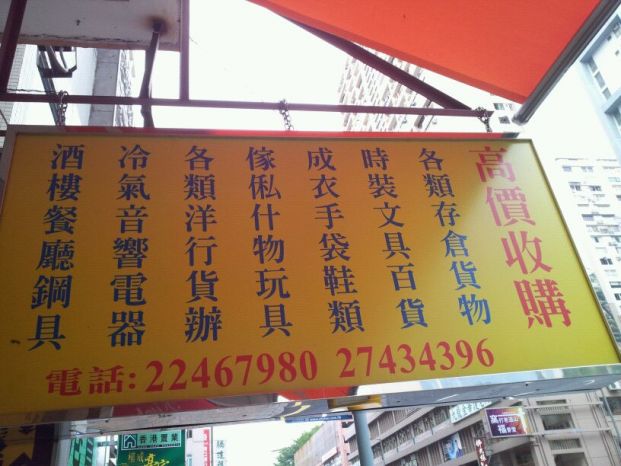 高價收購
各類存倉貨物
時裝文具百貨
成衣手袋鞋類
傢俬什物玩具
各類洋行貨辦
冷氣音響電器
酒樓餐廳鋼具
電話:22467980 27434396
香港置業